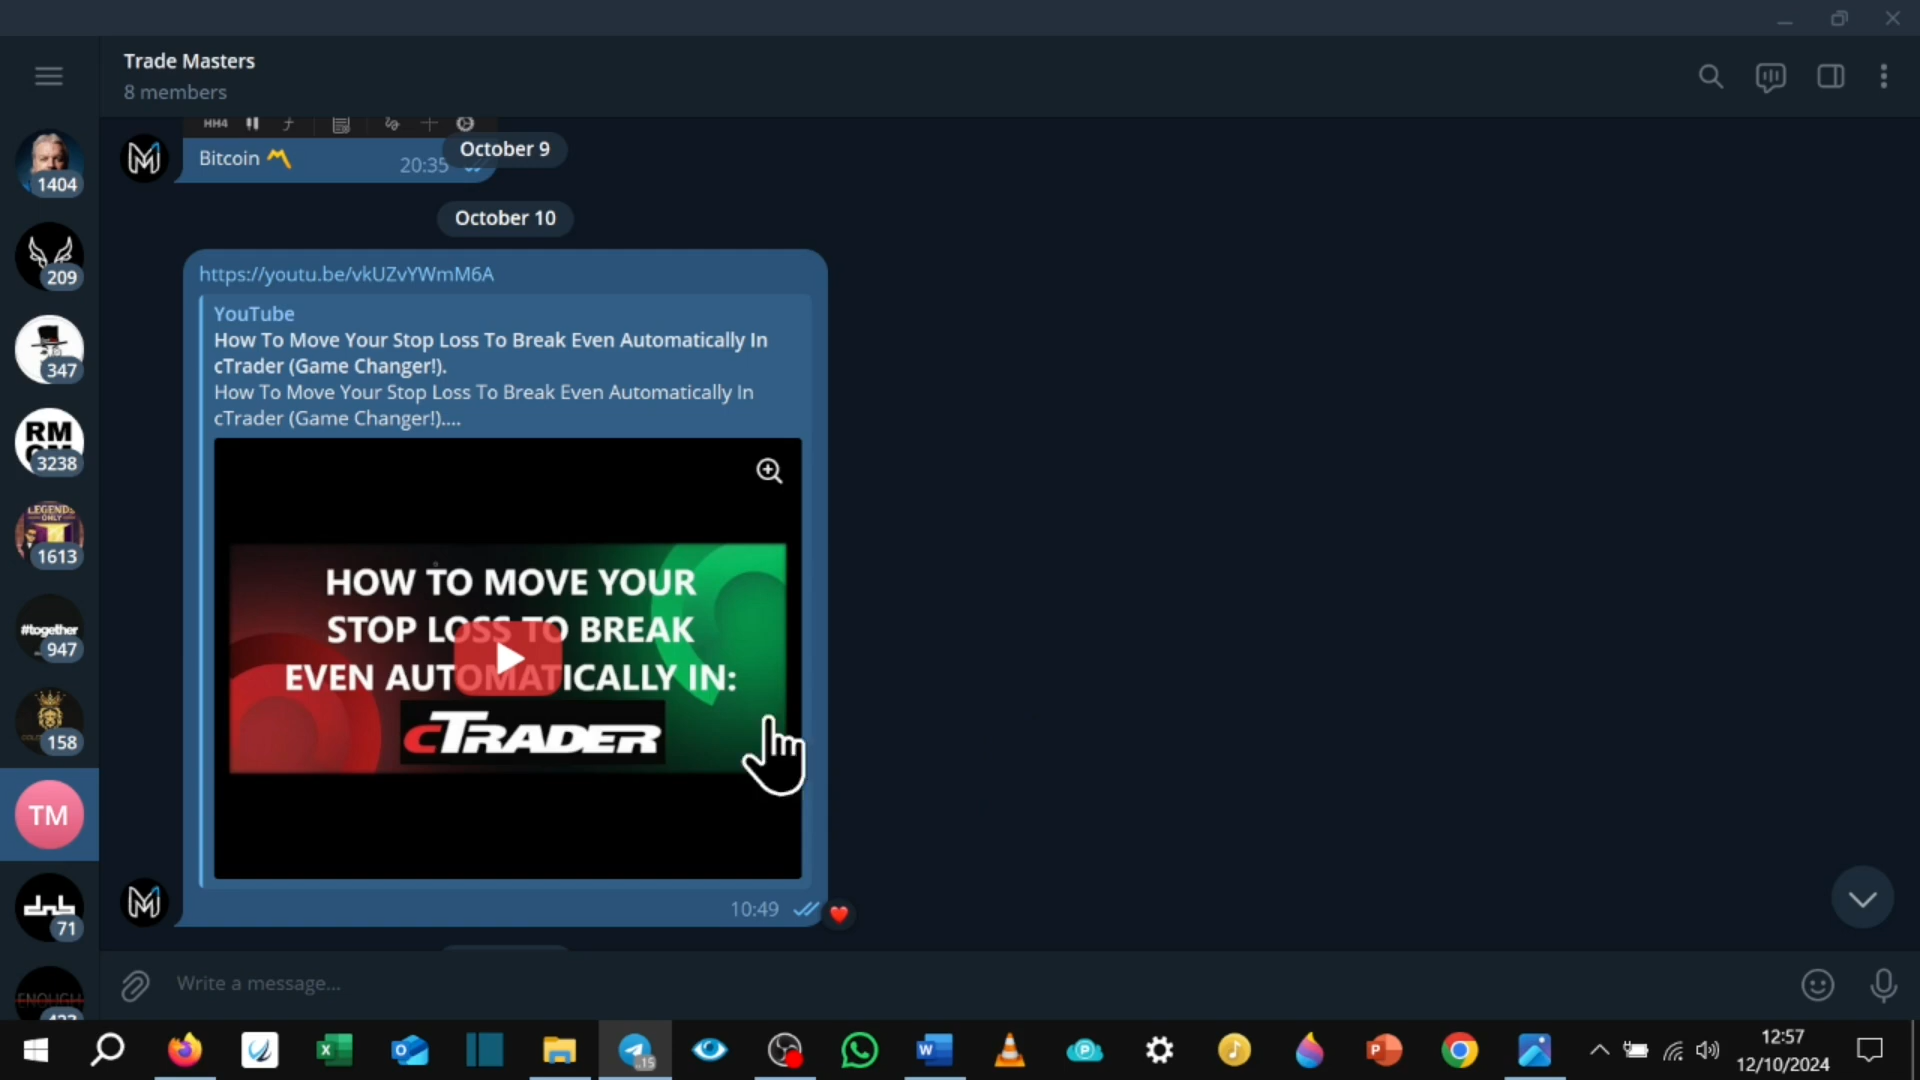 Trade Masters
8 members
HH4
October 9
Bitcoin
20:35
October 10
https://youtu.be/vkUZvYWmM6A
YouTube
How To Move Your Stop Loss To Break Even Automatically In
cTrader (Game Changer!).
How To Move Your Stop Loss To Break Even Automatically In
cTrader (Game Changer!)....
HOW TO MOVE YOUR
STOP LOSS TO BREAK
EVEN AUTOMATICALLY IN:
cTRADER
10:49
1404
209
347
RM
3238
LEGENDS
ONLY
1613
#together
947
158
TM
71
ENOUGH
Write a message...
15
12:57
12/10/2024